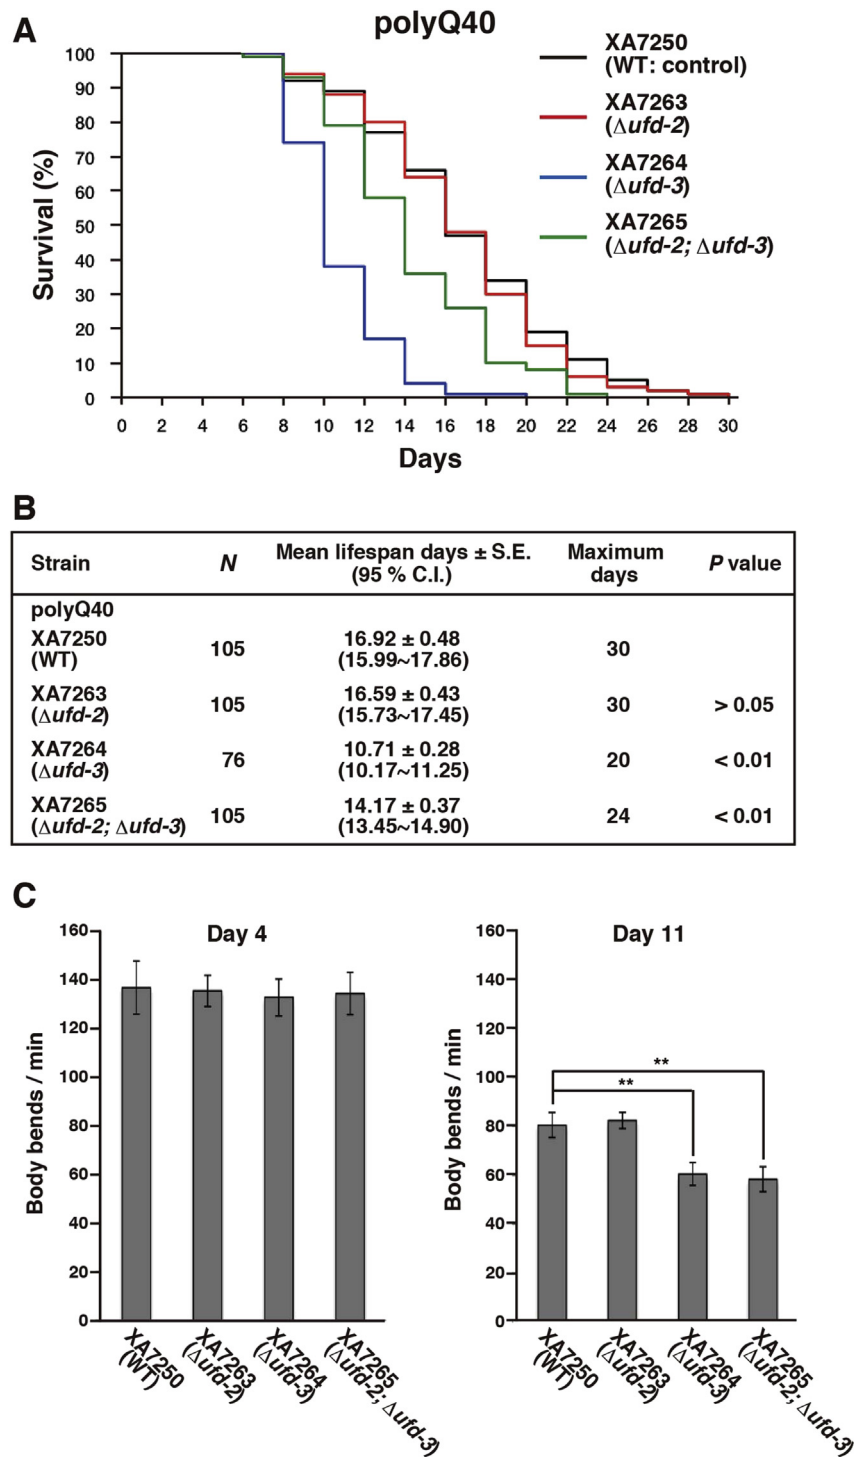 A
polyQ40
XA7250
(WT: control)
XA7263
(Δufd-2)
XA7264
(Δufd-3)
XA7265
(Δufd-2; Δufd-3)
Survival (%)
100
90
80
70
60
50
40
30
20
10
0
0 2 4 6 8 10 12 14 16 18 20 22 24 26 28 30
Days
B
Strain N Mean lifespan days ± S.E. (95 % C.I.) Maximum days P value
polyQ40
XA7250 (WT) 105 16.92 ± 0.48 (15.99~17.86) 30
XA7263 (Δufd-2) 105 16.59 ± 0.43 (15.73~17.45) 30 > 0.05
XA7264 (Δufd-3) 76 10.71 ± 0.28 (10.17~11.25) 20 < 0.01
XA7265 (Δufd-2; Δufd-3) 105 14.17 ± 0.37 (13.45~14.90) 24 < 0.01
C
Day 4
Body bends / min
160
140
120
100
80
60
40
20
0
XA7250
(WT)
XA7263
(Δufd-2)
XA7264
(Δufd-3)
XA7265
(Δufd-2; Δufd-3)
Day 11
Body bends / min
160
140
120
100
80
60
40
20
0
**
**
XA7250
(WT)
XA7263
(Δufd-2)
XA7264
(Δufd-3)
XA7265
(Δufd-2; Δufd-3)